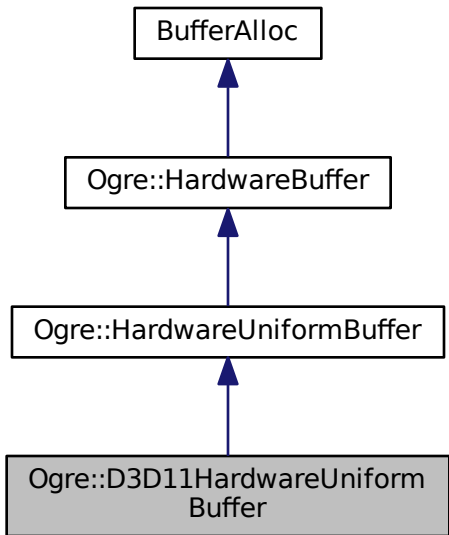 BufferAlloc
Ogre::HardwareBuffer
Ogre::HardwareUniformBuffer
Ogre::D3D11HardwareUniform
Buffer